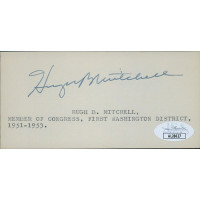 Hugh B Mitchell
HUGH B. MITCHELL,
MEMBER OF CONGRESS, FIRST WASHINGTON DISTRICT,
1951-1953.